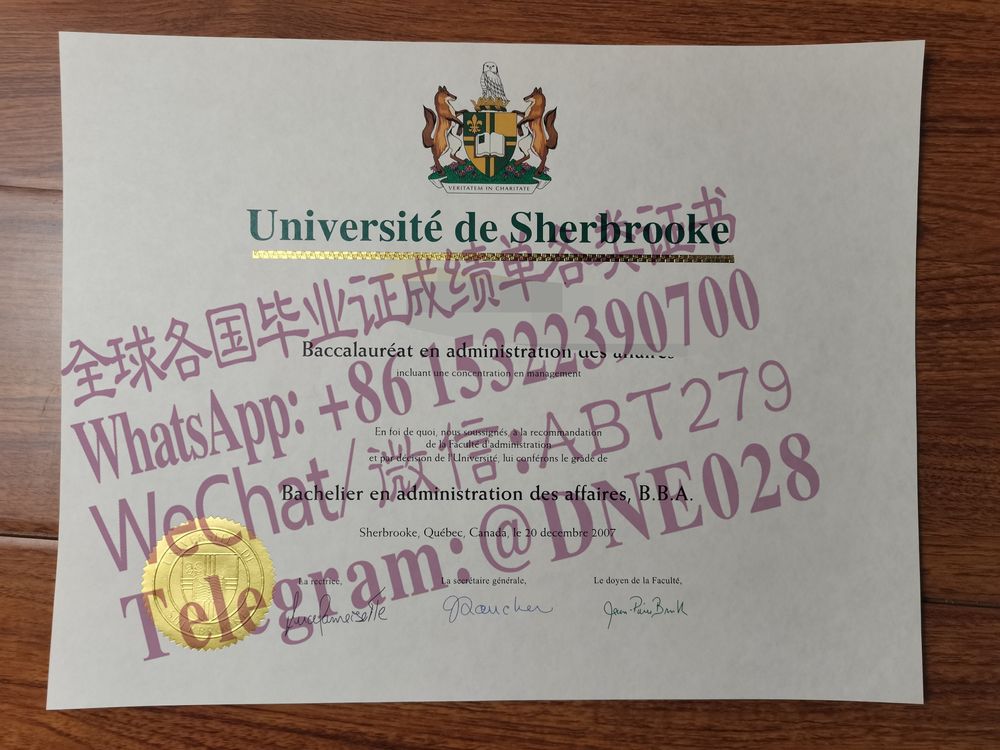 VERITATEM IN CHARITATE
Université de Sherbrooke
全球各国毕业证成绩单各类证书
Baccalauréat en administration des affaires
incluant une concentration en management
WhatsApp: +86 15322390700
En foi de quoi, nous soussignés, à la recommandation
de la Faculté d'administration
et par décision de l'Université, lui conférons le grade de
WeChat/微信:ABT279
Bachelier en administration des affaires, B.B.A.
Sherbrooke, Québec, Canada, le 20 decembre 2007
Telegram:@DNE028
La rectrice,
La secrétaire générale,
Le doyen de la Faculté,